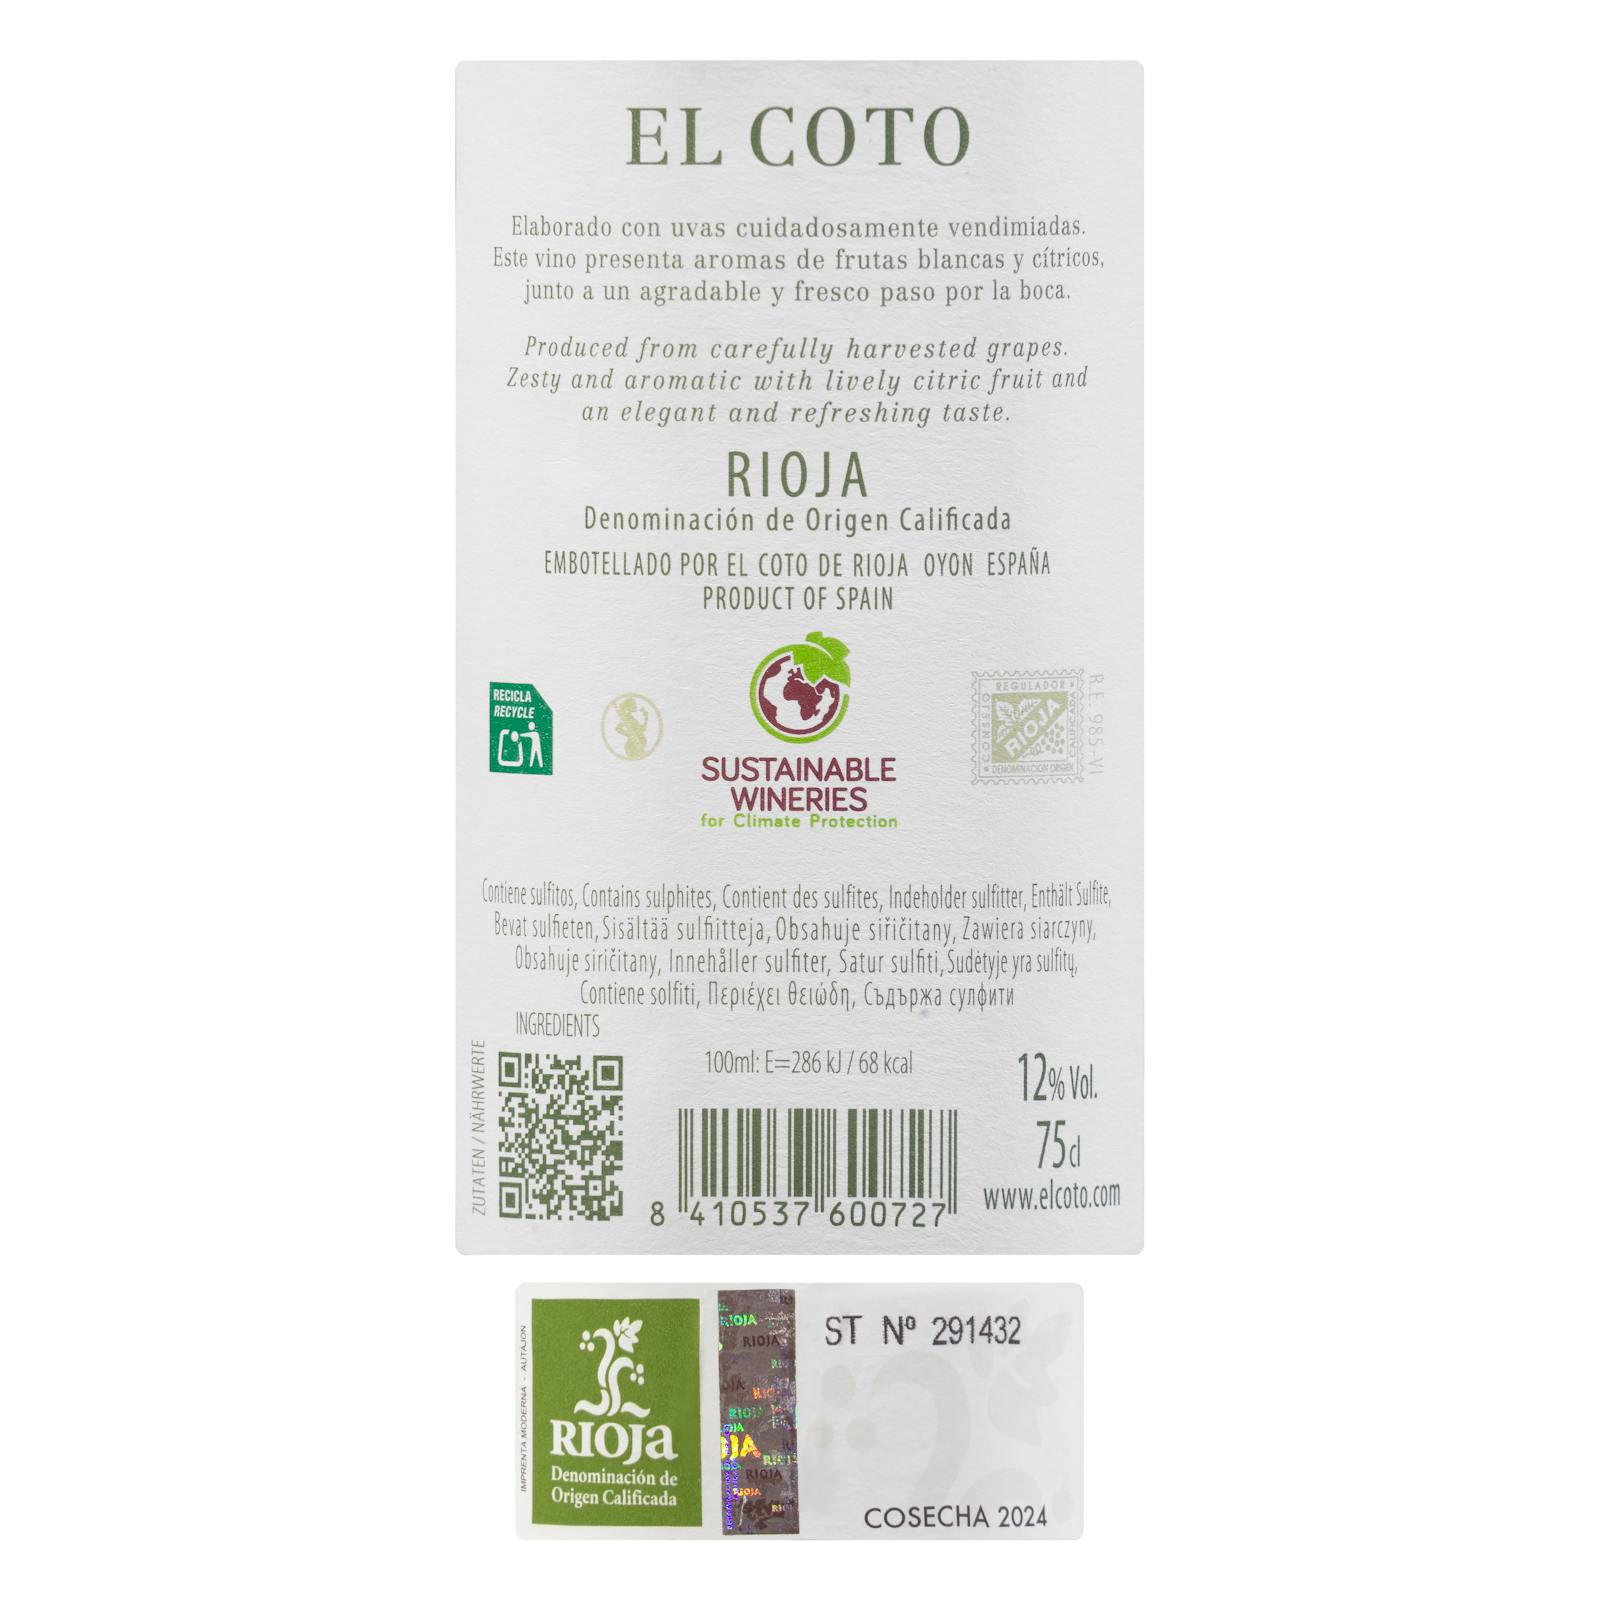 EL COTO
Elaborado con uvas cuidadosamente vendimiadas.
Este vino presenta aromas de frutas blancas y cítricos,
junto a un agradable y fresco paso por la boca.
Produced from carefully harvested grapes.
Zesty and aromatic with lively citric fruit and
an elegant and refreshing taste.
RIOJA
Denominación de Origen Calificada
EMBOTELLADO POR EL COTO DE RIOJA OYON ESPAÑA
PRODUCT OF SPAIN
RECICLA
RECYCLE
SUSTAINABLE
WINERIES
for Climate Protection
REGULADOR
CONSEJO
CALIFICADA
RIOJA
DENOMINACION ORIGEN
R.E. 985-VI
Contiene sulfitos, Contains sulphites, Contient des sulfites, Indeholder sulfitter, Enthält Sulfite,
Bevat sulfieten, Sisältää sulfiitteja, Obsahuje siřičitany, Zawiera siarczyny,
Obsahuje siričitany, Innehåller sulfiter, Satur sulfiti, Sudėtyje yra sulfitų,
Contiene solfiti, Περιέχει θειώδη, Съдържа сулфити
INGREDIENTS
ZUTATEN / NÄHRWERTE
100ml: E=286 kJ / 68 kcal
12% Vol.
75cl
www.elcoto.com
8 410537 600727
IMPRENTA MODERNA - AUTAJON
RIOJa
Denominación de
Origen Calificada
RIOJA
RIOJA
RIOJA
ST Nº 291432
COSECHA 2024